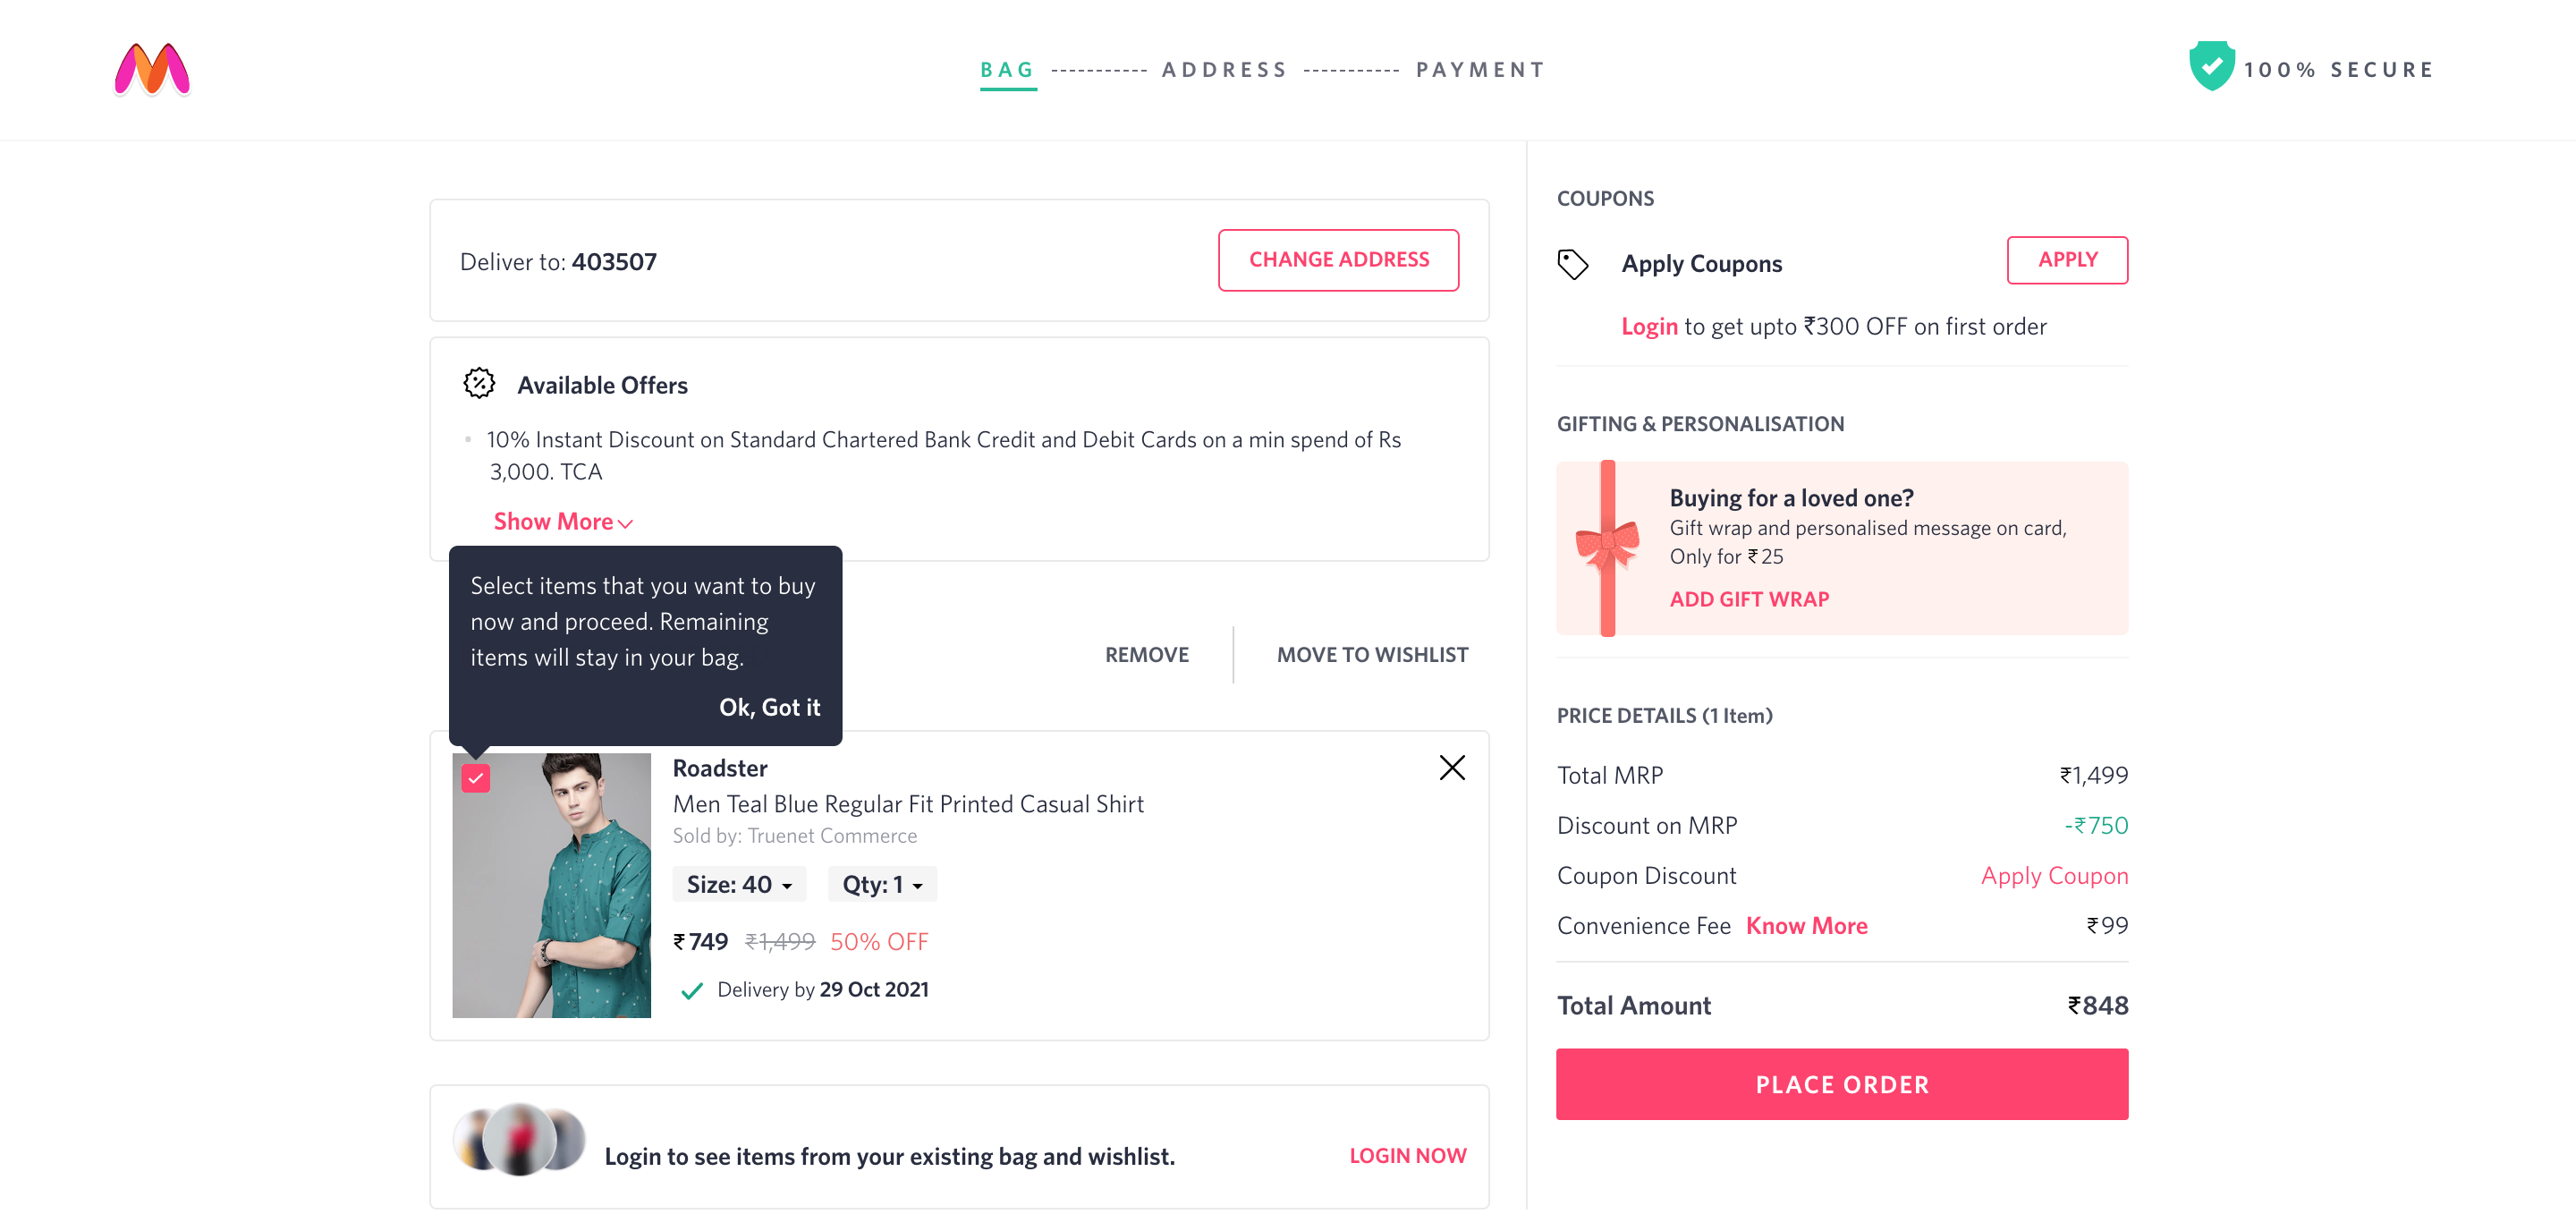 BAG ----------- ADDRESS ----------- PAYMENT
100% SECURE
Deliver to: 403507
CHANGE ADDRESS
Available Offers
10% Instant Discount on Standard Chartered Bank Credit and Debit Cards on a min spend of Rs
3,000. TCA
Show More
Select items that you want to buy
now and proceed. Remaining
items will stay in your bag.
Ok, Got it
REMOVE
MOVE TO WISHLIST
Roadster
Men Teal Blue Regular Fit Printed Casual Shirt
Sold by: Truenet Commerce
Size: 40 Qty: 1
₹749 ₹1,499 50% OFF
Delivery by 29 Oct 2021
Login to see items from your existing bag and wishlist.
LOGIN NOW
COUPONS
Apply Coupons
APPLY
Login to get upto ₹300 OFF on first order
GIFTING & PERSONALISATION
Buying for a loved one?
Gift wrap and personalised message on card,
Only for ₹25
ADD GIFT WRAP
PRICE DETAILS (1 Item)
Total MRP ₹1,499
Discount on MRP -₹750
Coupon Discount Apply Coupon
Convenience Fee Know More ₹99
Total Amount ₹848
PLACE ORDER